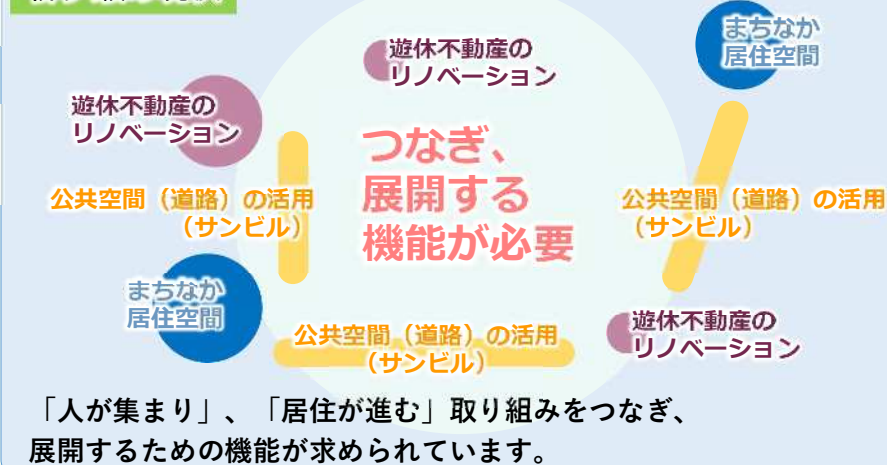 遊休不動産の
リノベーション
まちなか
居住空間
遊休不動産の
リノベーション
つなぎ、
展開する
機能が必要
公共空間（道路）の活用
（サンビル）
公共空間（道路）の活用
（サンビル）
まちなか
居住空間
公共空間（道路）の活用
（サンビル）
遊休不動産の
リノベーション
「人が集まり」、「居住が進む」取り組みをつなぎ、
展開するための機能が求められています。